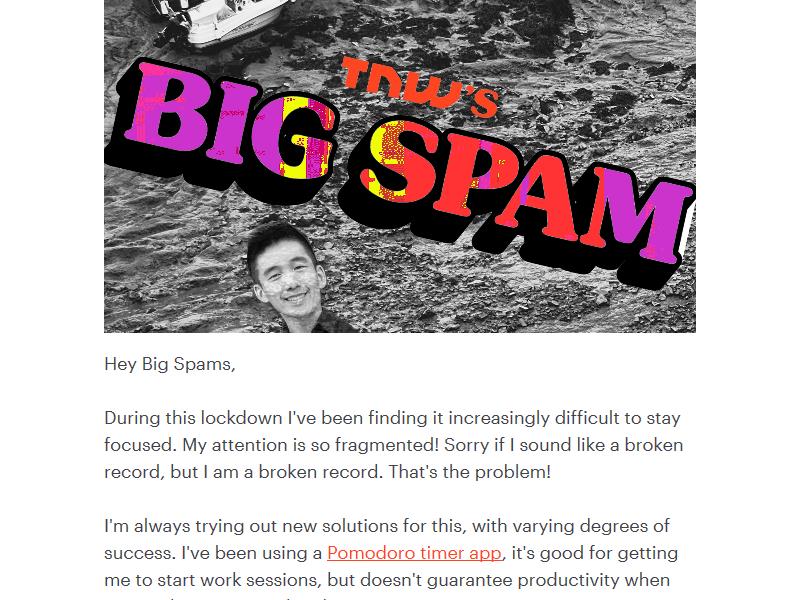 TNW's
BIG SPAM
Hey Big Spams,
During this lockdown I've been finding it increasingly difficult to stay
focused. My attention is so fragmented! Sorry if I sound like a broken
record, but I am a broken record. That's the problem!
I'm always trying out new solutions for this, with varying degrees of
success. I've been using a Pomodoro timer app, it's good for getting
me to start work sessions, but doesn't guarantee productivity when